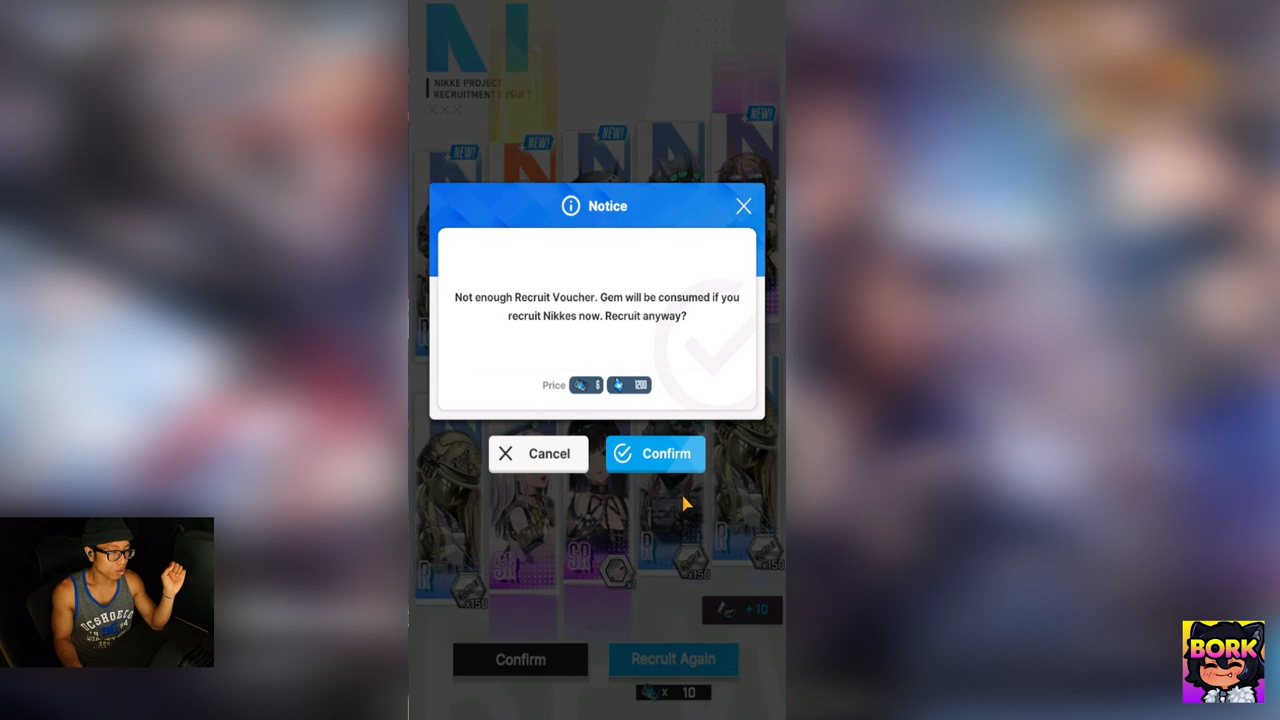 NIKKE PROJECT
RECRUITMENT RESULT
NEW!
NEW!
NEW!
NEW!
Notice
Not enough Recruit Voucher. Gem will be consumed if you
recruit Nikkes now. Recruit anyway?
Price 6 1200
Cancel
Confirm
R
SR
SR
R
R
x150
x1
x150
x150
+10
Confirm
Recruit Again
x 10
BORK